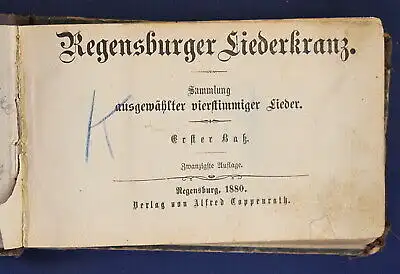 Regensburger Liederkranz.
Sammlung
ausgewählter vierstimmiger Lieder.
K
Erster Baß.
Zwanzigste Auflage.
Regensburg, 1880.
Verlag von Alfred Coppenrath.